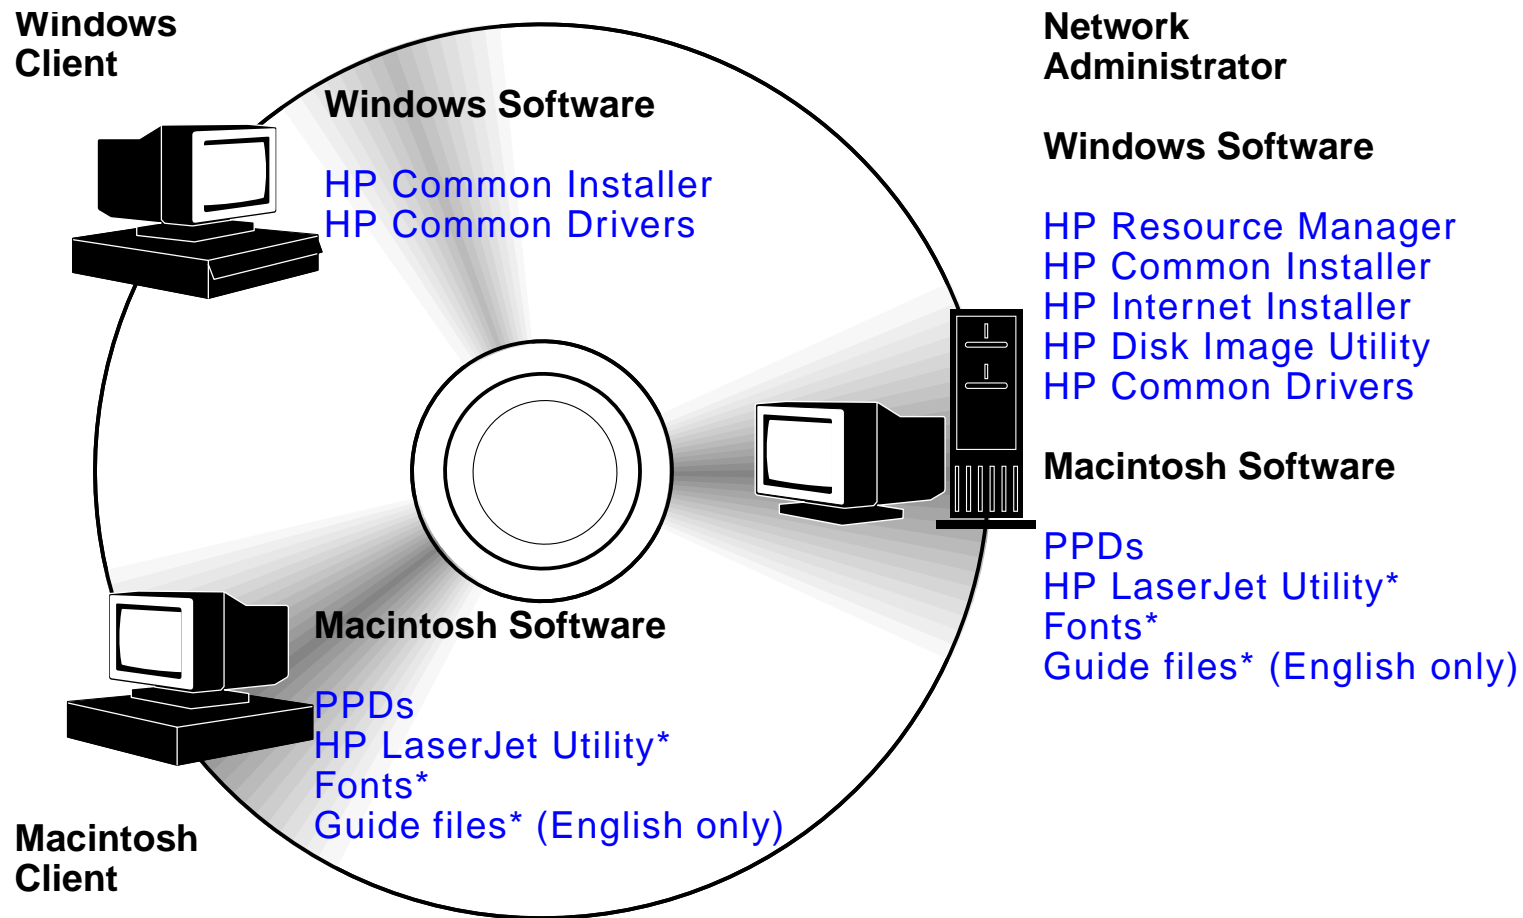 Windows
Client
Windows Software
HP Common Installer
HP Common Drivers
Macintosh Software
PPDs
HP LaserJet Utility*
Fonts*
Guide files* (English only)
Macintosh
Client
Network
Administrator
Windows Software
HP Resource Manager
HP Common Installer
HP Internet Installer
HP Disk Image Utility
HP Common Drivers
Macintosh Software
PPDs
HP LaserJet Utility*
Fonts*
Guide files* (English only)